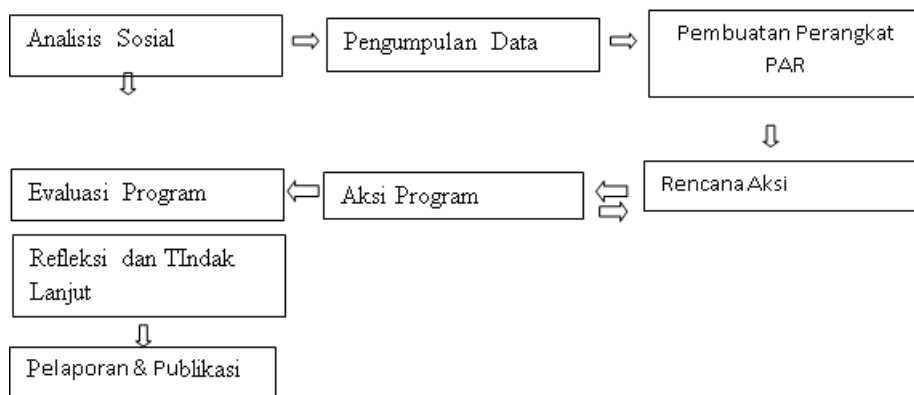 Analisis Sosial
Pengumpulan Data
Pembuatan Perangkat
PAR
Rencana Aksi
Aksi Program
Evaluasi Program
Refleksi dan TIndak
Lanjut
Pelaporan & Publikasi